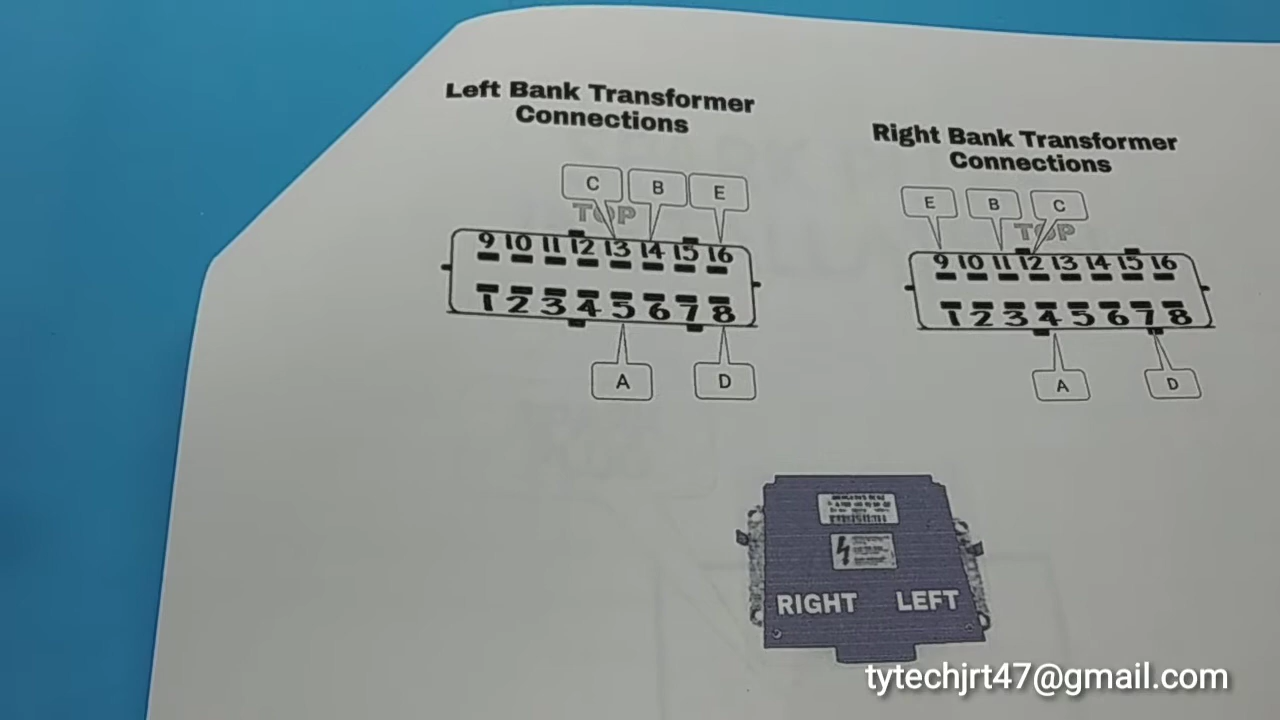 Left Bank Transformer
Connections
C B E
TOP
9 10 11 12 13 14 15 16
1 2 3 4 5 6 7 8
A D
Right Bank Transformer
Connections
E B C
TOP
9 10 11 12 13 14 15 16
1 2 3 4 5 6 7 8
A D
RIGHT LEFT
tytechjrt47@gmail.com